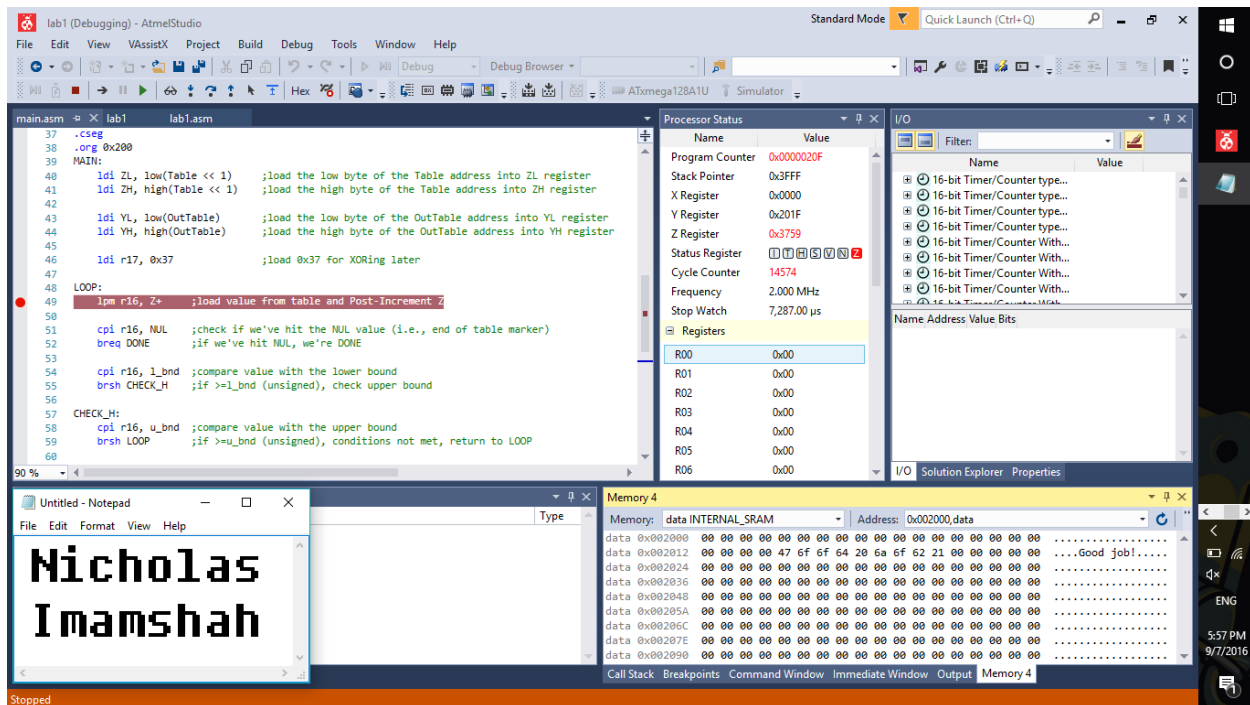 lab1 (Debugging) - AtmelStudio
Standard Mode
Quick Launch (Ctrl+Q)
File Edit View VAssistX Project Build Debug Tools Window Help
Debug
Debug Browser
Hex
ATxmega128A1U
Simulator
main.asm
lab1
lab1.asm
37 .cseg
38 .org 0x200
39 MAIN:
40 ldi ZL, low(Table << 1) ;load the low byte of the Table address into ZL register
41 ldi ZH, high(Table << 1) ;load the high byte of the Table address into ZH register
42
43 ldi YL, low(OutTable) ;load the low byte of the OutTable address into YL register
44 ldi YH, high(OutTable) ;load the high byte of the OutTable address into YH register
45
46 ldi r17, 0x37 ;load 0x37 for XORing later
47
48 LOOP:
49 lpm r16, Z+ ;load value from table and Post-Increment Z
50
51 cpi r16, NUL ;check if we've hit the NUL value (i.e., end of table marker)
52 breq DONE ;if we've hit NUL, we're DONE
53
54 cpi r16, l_bnd ;compare value with the lower bound
55 brsh CHECK_H ;if >=l_bnd (unsigned), check upper bound
56
57 CHECK_H:
58 cpi r16, u_bnd ;compare value with the upper bound
59 brsh LOOP ;if >=u_bnd (unsigned), conditions not met, return to LOOP
60
90 %
Processor Status
Name Value
Program Counter 0x0000020F
Stack Pointer 0x3FFF
X Register 0x0000
Y Register 0x201F
Z Register 0x3759
Status Register I T H S V N Z
Cycle Counter 14574
Frequency 2.000 MHz
Stop Watch 7,287.00 µs
Registers
R00 0x00
R01 0x00
R02 0x00
R03 0x00
R04 0x00
R05 0x00
R06 0x00
I/O
Filter:
Name Value
16-bit Timer/Counter type...
16-bit Timer/Counter type...
16-bit Timer/Counter type...
16-bit Timer/Counter type...
16-bit Timer/Counter With...
16-bit Timer/Counter With...
16-bit Timer/Counter With...
16-bit Timer/Counter With...
16-bit Timer/Counter With
Name Address Value Bits
I/O Solution Explorer Properties
Type
Untitled - Notepad
File Edit Format View Help
Nicholas
Imamshah
Memory 4
Memory: data INTERNAL_SRAM Address: 0x002000,data
data 0x002000 00 00 00 00 00 00 00 00 00 00 00 00 00 00 00 00 00 00 ..................
data 0x002012 00 00 00 00 47 6f 6f 64 20 6a 6f 62 21 00 00 00 00 00 ....Good job!.....
data 0x002024 00 00 00 00 00 00 00 00 00 00 00 00 00 00 00 00 00 00 ..................
data 0x002036 00 00 00 00 00 00 00 00 00 00 00 00 00 00 00 00 00 00 ..................
data 0x002048 00 00 00 00 00 00 00 00 00 00 00 00 00 00 00 00 00 00 ..................
data 0x00205A 00 00 00 00 00 00 00 00 00 00 00 00 00 00 00 00 00 00 ..................
data 0x00206C 00 00 00 00 00 00 00 00 00 00 00 00 00 00 00 00 00 00 ..................
data 0x00207E 00 00 00 00 00 00 00 00 00 00 00 00 00 00 00 00 00 00 ..................
data 0x002090 00 00 00 00 00 00 00 00 00 00 00 00 00 00 00 00 00 00 ..................
Call Stack Breakpoints Command Window Immediate Window Output Memory 4
Stopped
ENG
5:57 PM
9/7/2016
1